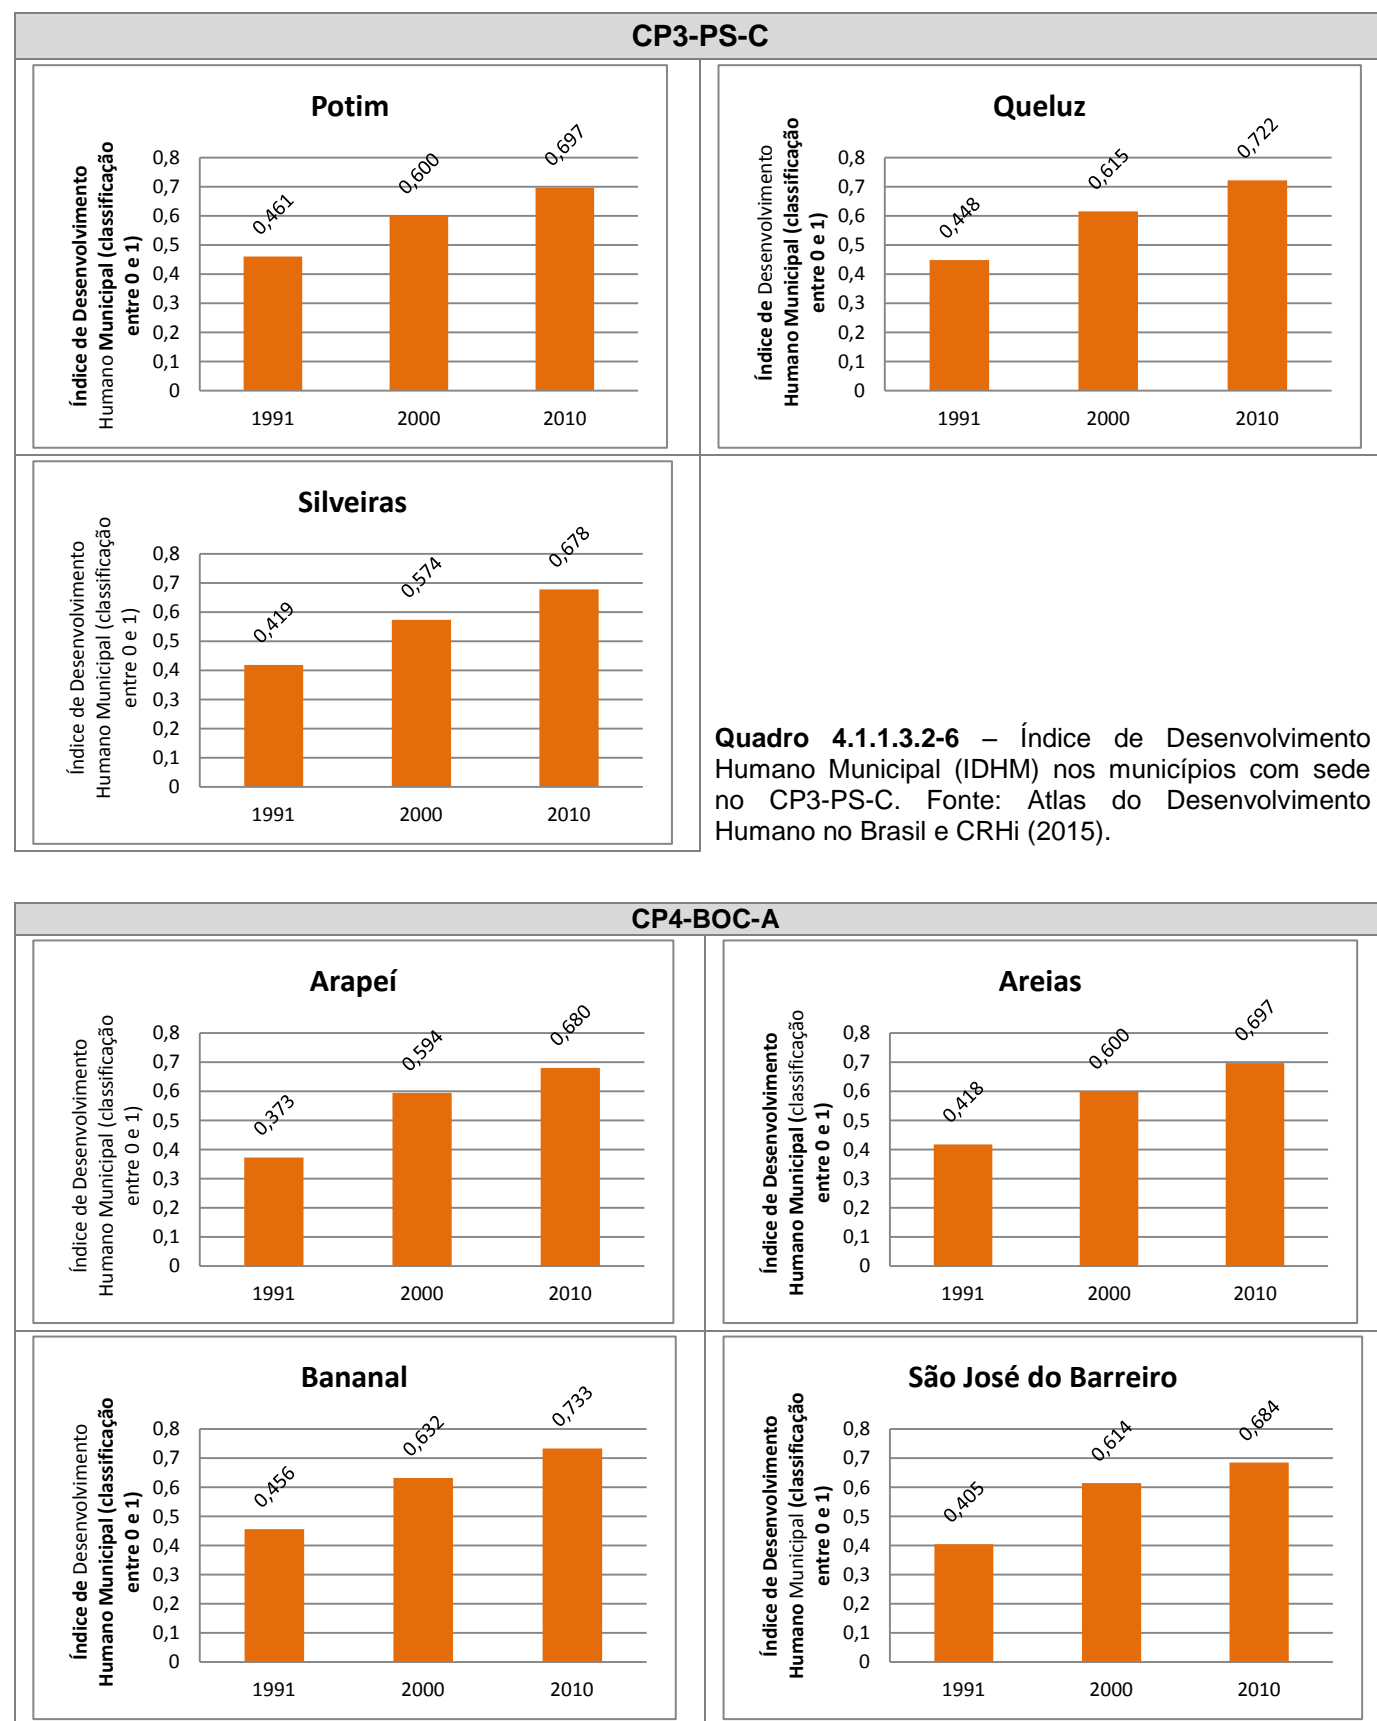 CP3-PS-C
Potim
Índice de Desenvolvimento
Humano Municipal (classificação
entre 0 e 1)
0,8
0,7
0,6
0,5
0,4
0,3
0,2
0,1
0
0,461
0,600
0,697
1991 2000 2010
Queluz
Índice de Desenvolvimento
Humano Municipal (classificação
entre 0 e 1)
0,8
0,7
0,6
0,5
0,4
0,3
0,2
0,1
0
0,448
0,615
0,722
1991 2000 2010
Silveiras
Índice de Desenvolvimento
Humano Municipal (classificação
entre 0 e 1)
0,8
0,7
0,6
0,5
0,4
0,3
0,2
0,1
0
0,419
0,574
0,678
1991 2000 2010
Quadro 4.1.1.3.2-6 – Índice de Desenvolvimento
Humano Municipal (IDHM) nos municípios com sede
no CP3-PS-C. Fonte: Atlas do Desenvolvimento
Humano no Brasil e CRHi (2015).
CP4-BOC-A
Arapeí
Índice de Desenvolvimento
Humano Municipal (classificação
entre 0 e 1)
0,8
0,7
0,6
0,5
0,4
0,3
0,2
0,1
0
0,373
0,594
0,680
1991 2000 2010
Areias
Índice de Desenvolvimento
Humano Municipal (classificação
entre 0 e 1)
0,8
0,7
0,6
0,5
0,4
0,3
0,2
0,1
0
0,418
0,600
0,697
1991 2000 2010
Bananal
Índice de Desenvolvimento
Humano Municipal (classificação
entre 0 e 1)
0,8
0,7
0,6
0,5
0,4
0,3
0,2
0,1
0
0,456
0,632
0,733
1991 2000 2010
São José do Barreiro
Índice de Desenvolvimento
Humano Municipal (classificação
entre 0 e 1)
0,8
0,7
0,6
0,5
0,4
0,3
0,2
0,1
0
0,405
0,614
0,684
1991 2000 2010